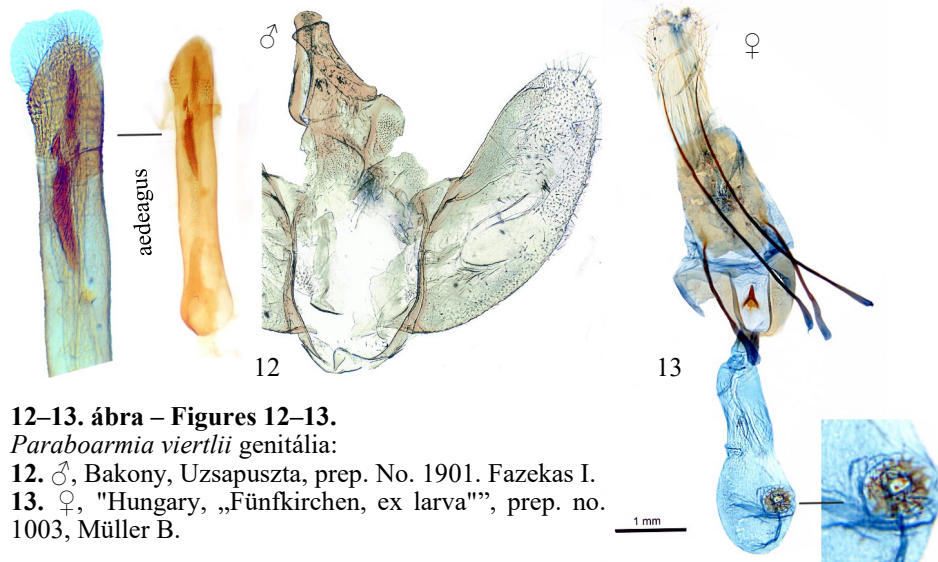 ♂
♀
aedeagus
12
13
1 mm
12–13. ábra – Figures 12–13.
Paraboarmia viertlii genitália:
12. ♂, Bakony, Uzsapuszta, prep. No. 1901. Fazekas I.
13. ♀, "Hungary, „Fünfkirchen, ex larva"”, prep. no.
1003, Müller B.